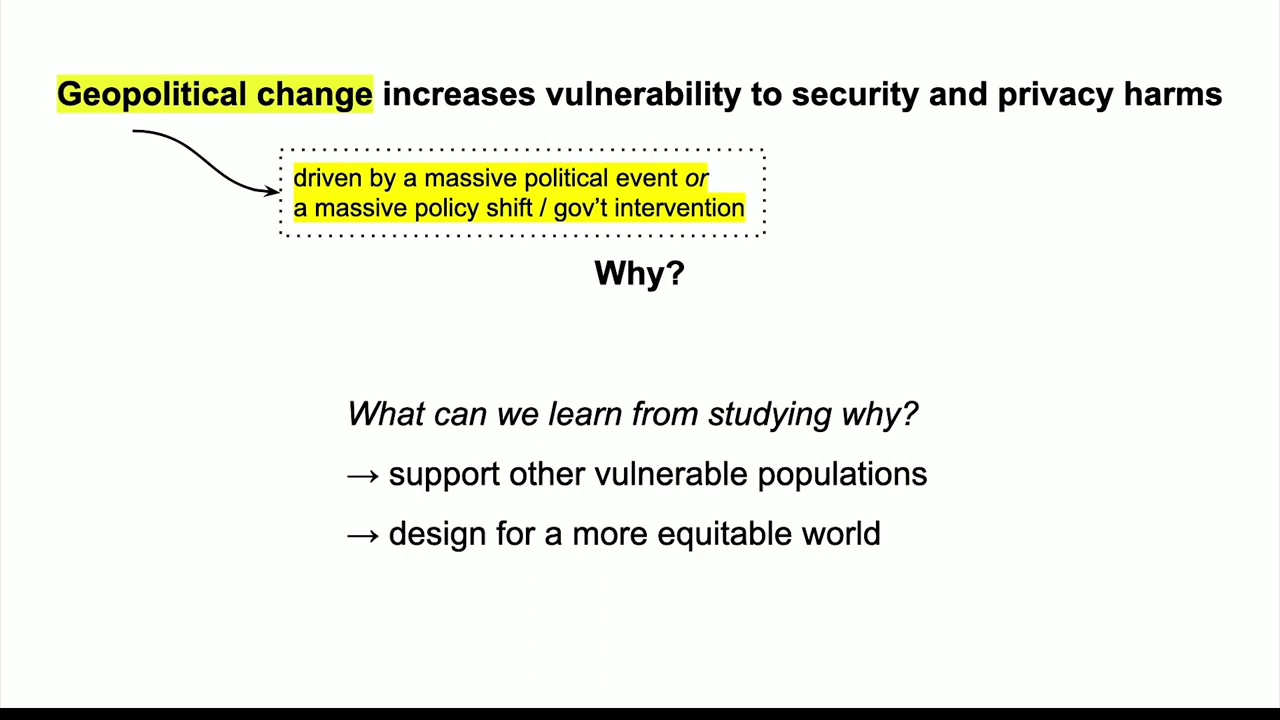 Geopolitical change increases vulnerability to security and privacy harms
driven by a massive political event or
a massive policy shift / gov't intervention
Why?
What can we learn from studying why?
→ support other vulnerable populations
→ design for a more equitable world